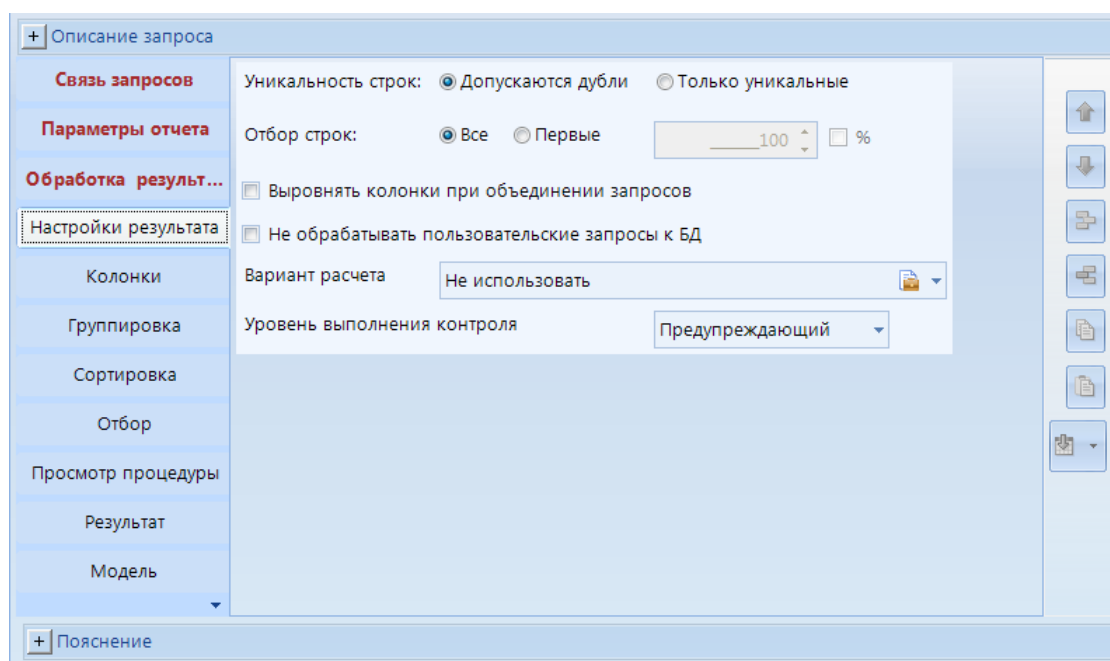 Описание запроса
Связь запросов
Параметры отчета
Обработка результ...
Настройки результата
Колонки
Группировка
Сортировка
Отбор
Просмотр процедуры
Результат
Модель
Уникальность строк: Допускаются дубли Только уникальные
Отбор строк: Все Первые _____100 %
Выровнять колонки при объединении запросов
Не обрабатывать пользовательские запросы к БД
Вариант расчета Не использовать
Уровень выполнения контроля Предупреждающий
Пояснение